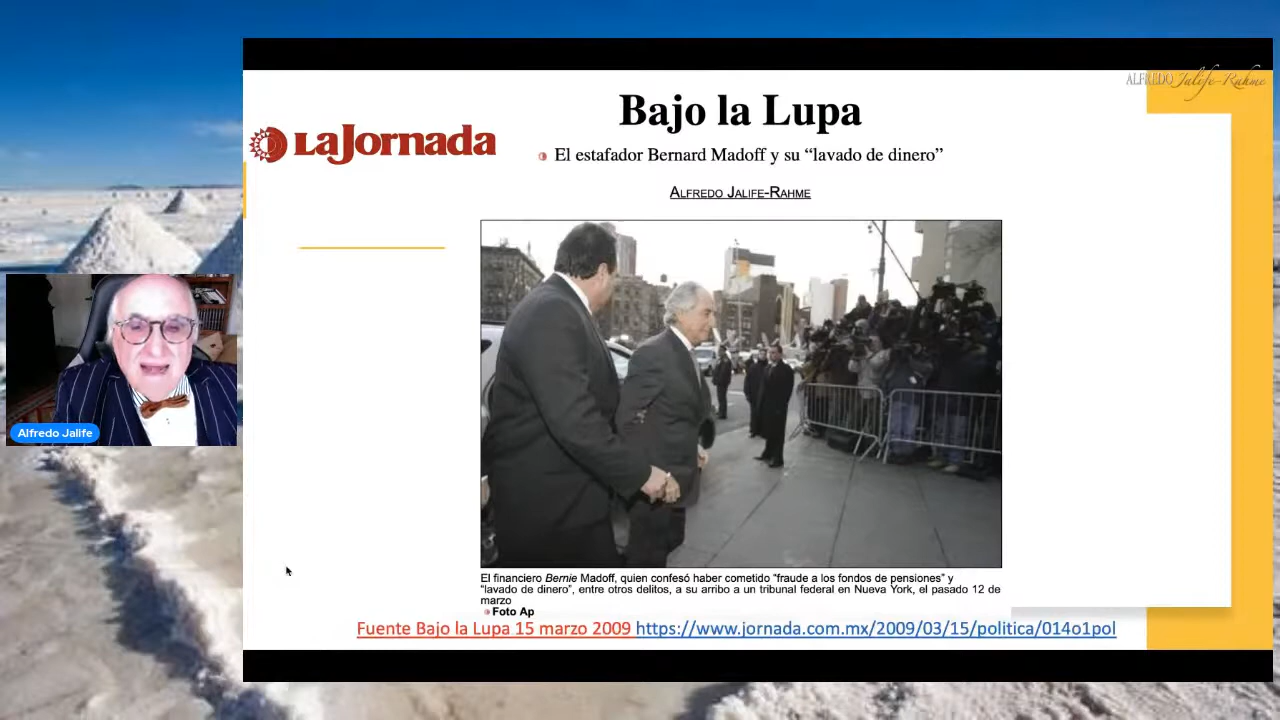 ALFREDO Jalife-Rahme
Bajo la Lupa
LaJornada
El estafador Bernard Madoff y su “lavado de dinero”
ALFREDO JALIFE-RAHME
Alfredo Jalife
El financiero Bernie Madoff, quien confesó haber cometido “fraude a los fondos de pensiones” y
“lavado de dinero”, entre otros delitos, a su arribo a un tribunal federal en Nueva York, el pasado 12 de
marzo
Foto Ap
Fuente Bajo la Lupa 15 marzo 2009 https://www.jornada.com.mx/2009/03/15/politica/014o1pol